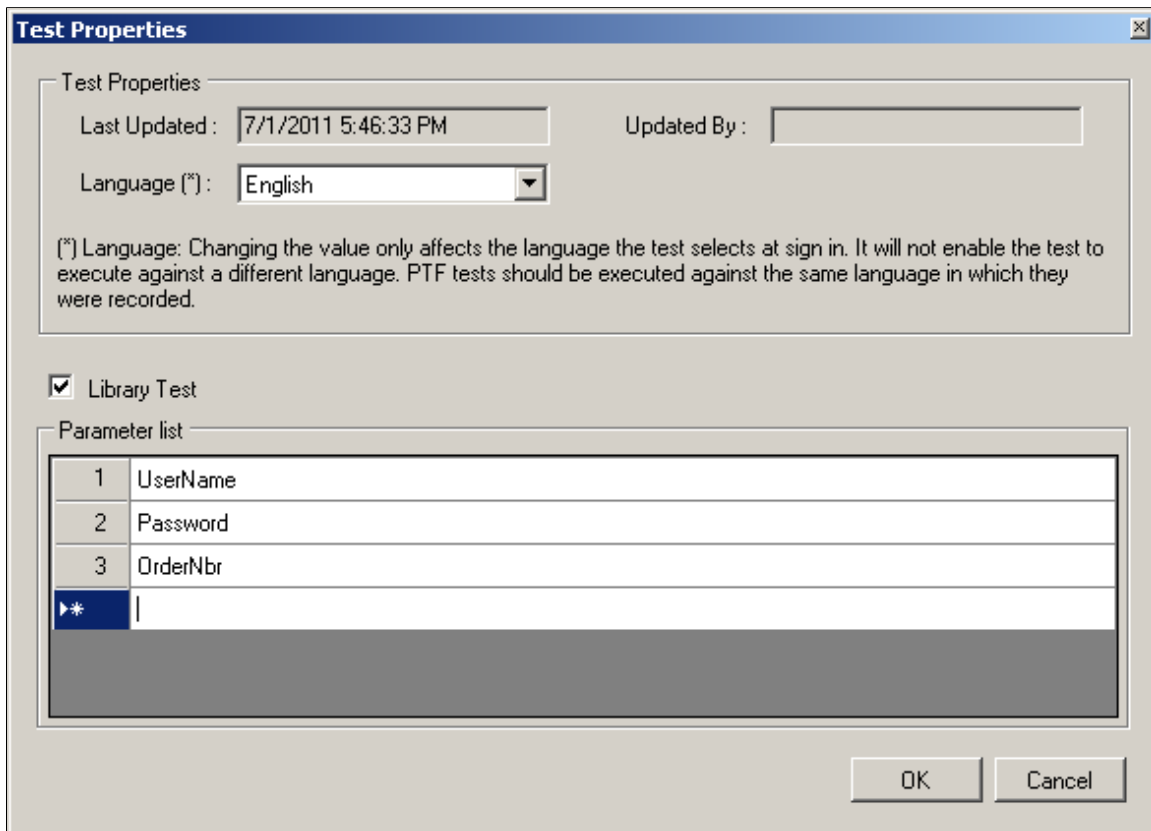 Test Properties
Test Properties
Last Updated : 7/1/2011 5:46:33 PM Updated By :
Language (*) : English
(*) Language: Changing the value only affects the language the test selects at sign in. It will not enable the test to
execute against a different language. PTF tests should be executed against the same language in which they
were recorded.
Library Test
Parameter list
1 UserName
2 Password
3 OrderNbr
OK Cancel